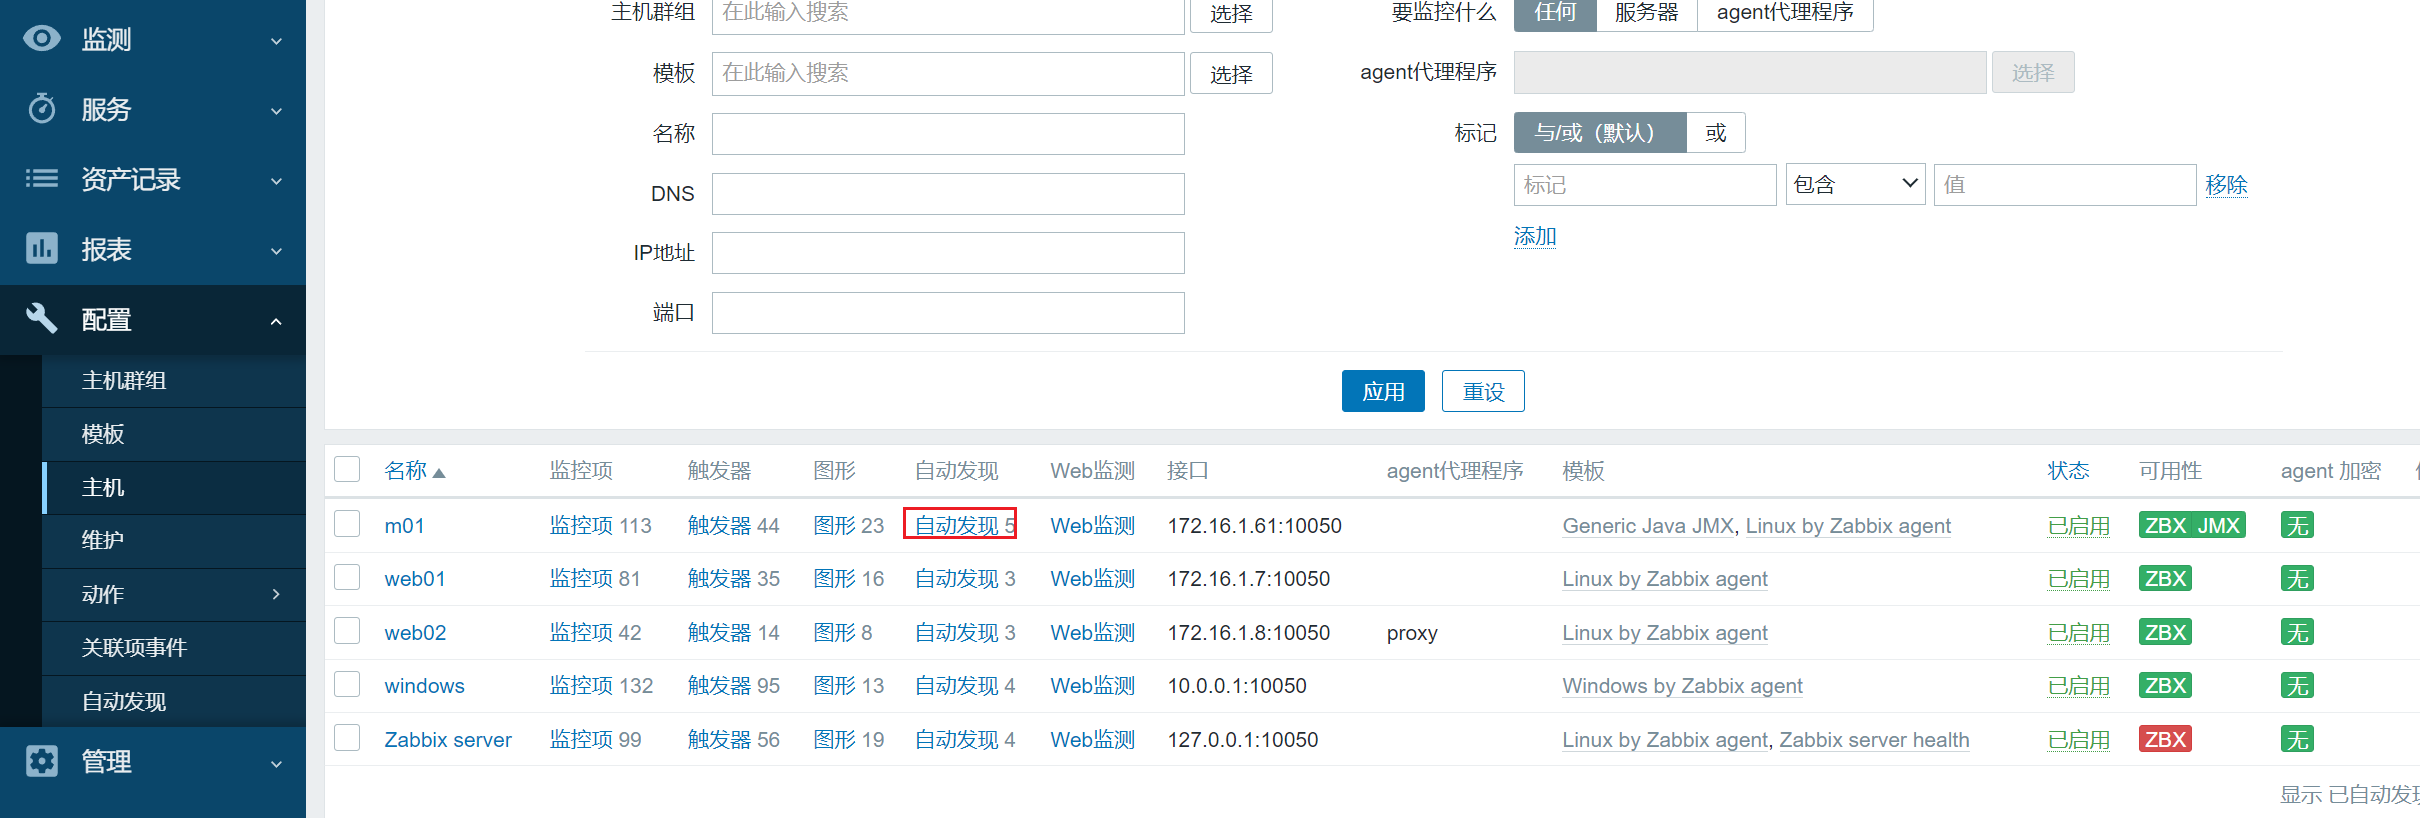 监测
服务
资产记录
报表
配置
主机群组
模板
主机
维护
动作
关联项事件
自动发现
管理
主机群组 在此输入搜索 选择
模板 在此输入搜索 选择
名称
DNS
IP地址
端口
要监控什么 任何 服务器 agent代理程序
agent代理程序 选择
标记 与/或（默认） 或
标记 包含 值 移除
添加
应用 重设
名称 监控项 触发器 图形 自动发现 Web监测 接口 agent代理程序 模板 状态 可用性 agent 加密
m01 监控项 113 触发器 44 图形 23 自动发现 5 Web监测 172.16.1.61:10050 Generic Java JMX, Linux by Zabbix agent 已启用 ZBX JMX 无
web01 监控项 81 触发器 35 图形 16 自动发现 3 Web监测 172.16.1.7:10050 Linux by Zabbix agent 已启用 ZBX 无
web02 监控项 42 触发器 14 图形 8 自动发现 3 Web监测 172.16.1.8:10050 proxy Linux by Zabbix agent 已启用 ZBX 无
windows 监控项 132 触发器 95 图形 13 自动发现 4 Web监测 10.0.0.1:10050 Windows by Zabbix agent 已启用 ZBX 无
Zabbix server 监控项 99 触发器 56 图形 19 自动发现 4 Web监测 127.0.0.1:10050 Linux by Zabbix agent, Zabbix server health 已启用 ZBX 无
显示 已自动发